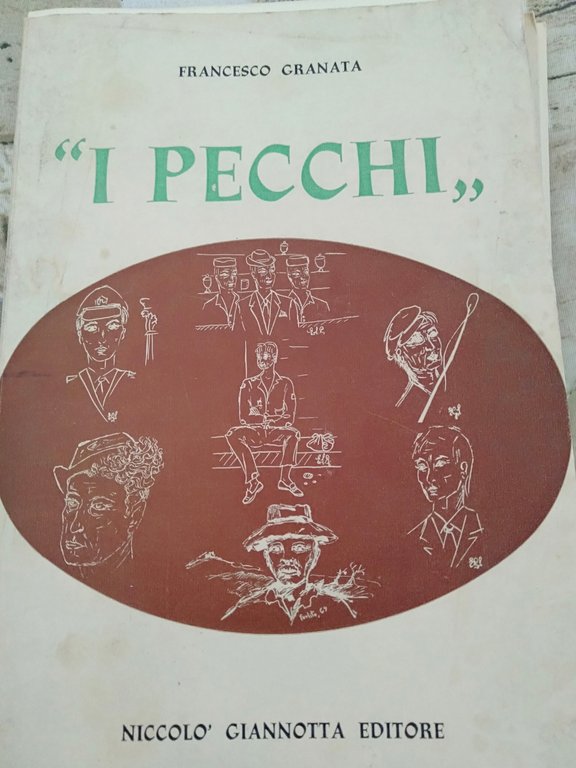 FRANCESCO GRANATA
“I PECCHI„
NICCOLO' GIANNOTTA EDITORE